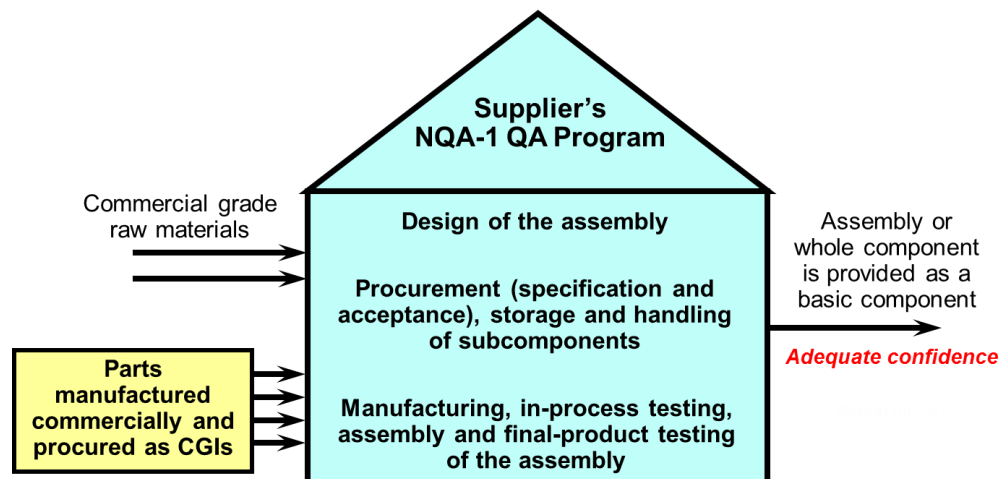 Supplier's
NQA-1 QA Program
Commercial grade
raw materials
Design of the assembly
Procurement (specification and
acceptance), storage and handling
of subcomponents
Assembly or
whole component
is provided as a
basic component
Adequate confidence
Parts
manufactured
commercially and
procured as CGIs
Manufacturing, in-process testing,
assembly and final-product testing
of the assembly